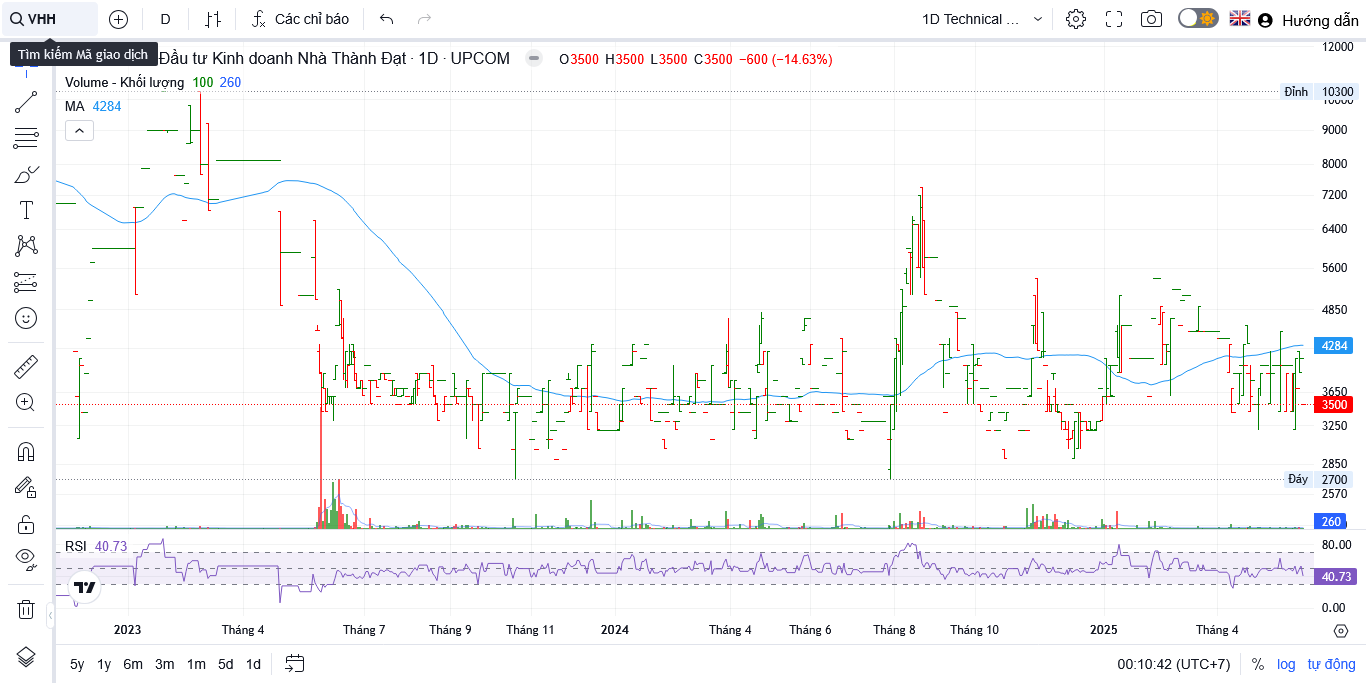 VHH
D
Các chỉ báo
1D Technical ...
Hướng dẫn
Tìm kiếm Mã giao dịch
Đầu tư Kinh doanh Nhà Thành Đạt · 1D · UPCOM
O3500 H3500 L3500 C3500 −600 (−14.63%)
Volume - Khối lượng 100 260
MA 4284
12000
Đỉnh 10300
10000
9000
8000
7200
6400
5600
4850
4284
3650
3500
3250
2850
Đáy 2700
2570
260
RSI 40.73
80.00
40.73
0.00
2023 Tháng 4 Tháng 7 Tháng 9 Tháng 11 2024 Tháng 4 Tháng 6 Tháng 8 Tháng 10 2025 Tháng 4
5y 1y 6m 3m 1m 5d 1d
00:10:42 (UTC+7) % log tự động